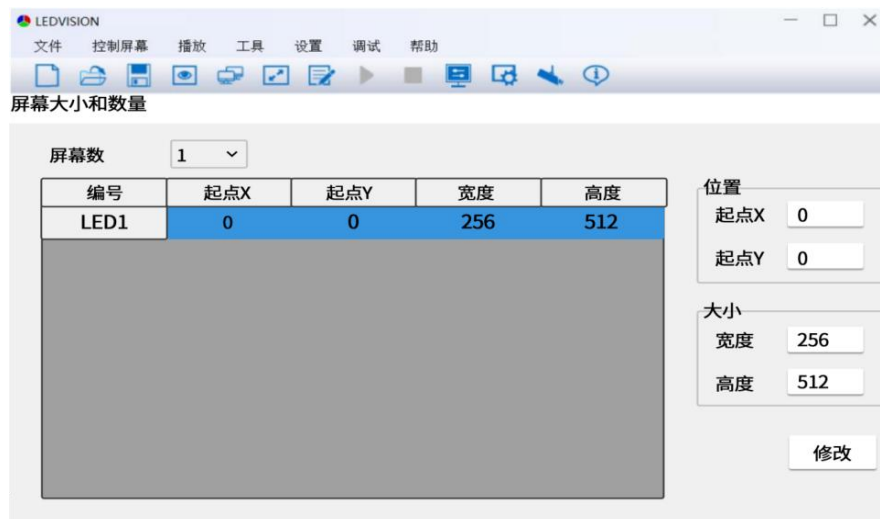 LEDVISION
文件 控制屏幕 播放 工具 设置 调试 帮助
屏幕大小和数量
屏幕数 1
编号 起点X 起点Y 宽度 高度
LED1 0 0 256 512
位置
起点X 0
起点Y 0
大小
宽度 256
高度 512
修改